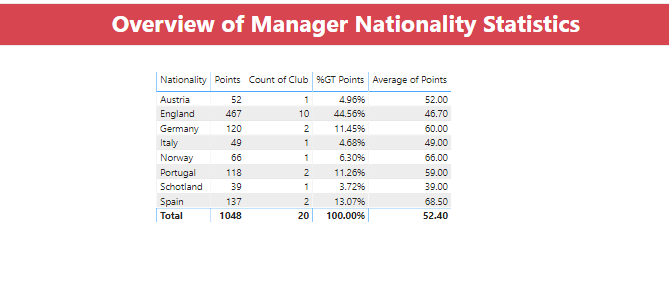 Overview of Manager Nationality Statistics
Nationality Points Count of Club %GT Points Average of Points
Austria 52 1 4.96% 52.00
England 467 10 44.56% 46.70
Germany 120 2 11.45% 60.00
Italy 49 1 4.68% 49.00
Norway 66 1 6.30% 66.00
Portugal 118 2 11.26% 59.00
Schotland 39 1 3.72% 39.00
Spain 137 2 13.07% 68.50
Total 1048 20 100.00% 52.40